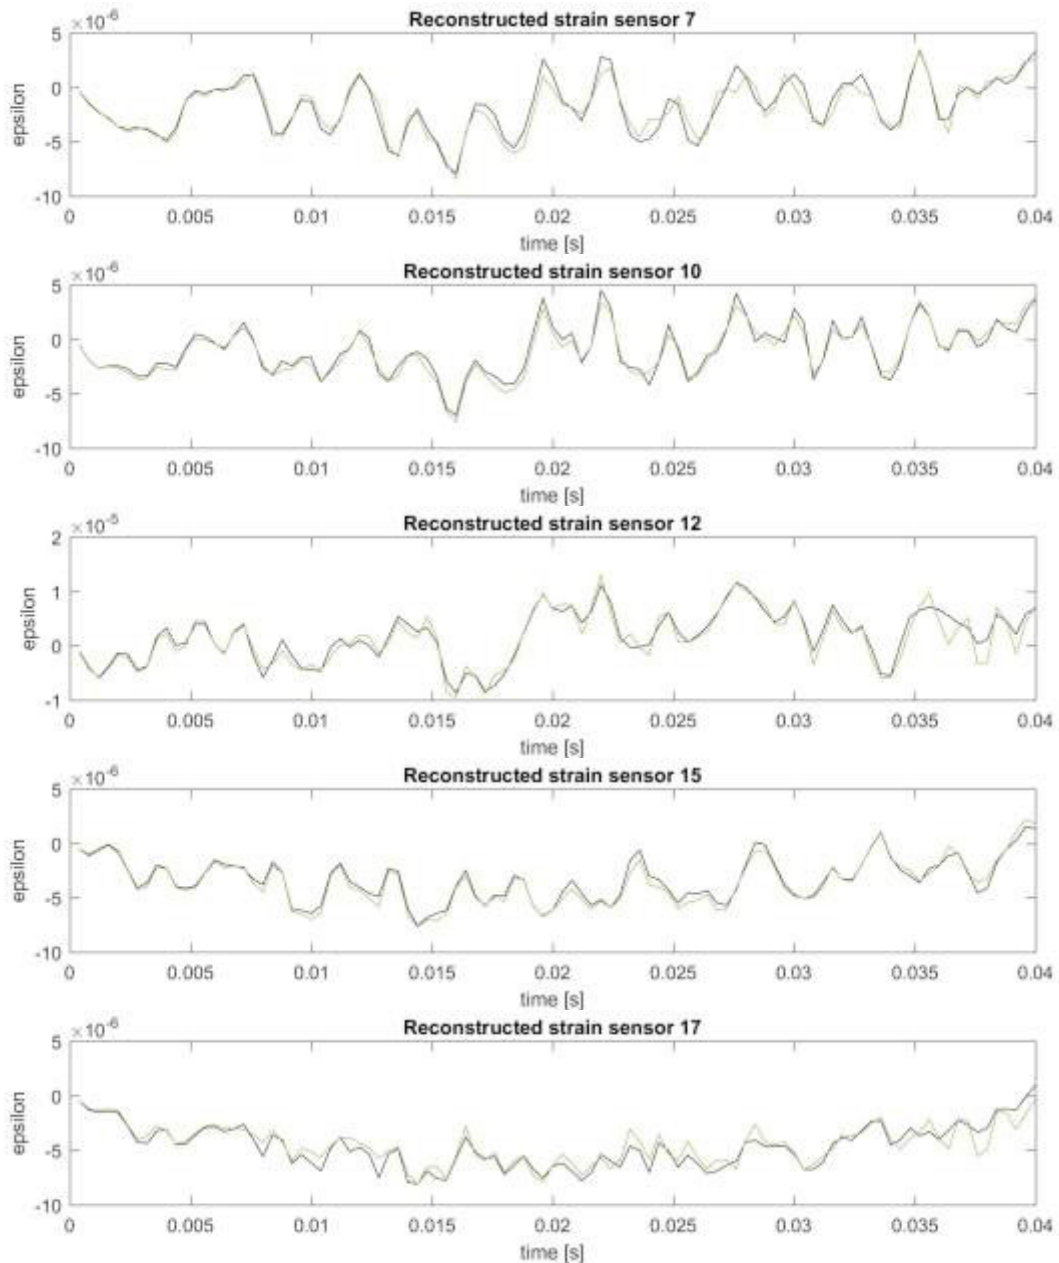 Reconstructed strain sensor 7
×10⁻⁶
5
0
-5
-10
epsilon
0 0.005 0.01 0.015 0.02 0.025 0.03 0.035 0.04
time [s]
Reconstructed strain sensor 10
×10⁻⁶
5
0
-5
-10
epsilon
0 0.005 0.01 0.015 0.02 0.025 0.03 0.035 0.04
time [s]
Reconstructed strain sensor 12
×10⁻⁵
2
1
0
-1
epsilon
0 0.005 0.01 0.015 0.02 0.025 0.03 0.035 0.04
time [s]
Reconstructed strain sensor 15
×10⁻⁶
5
0
-5
-10
epsilon
0 0.005 0.01 0.015 0.02 0.025 0.03 0.035 0.04
time [s]
Reconstructed strain sensor 17
×10⁻⁶
5
0
-5
-10
epsilon
0 0.005 0.01 0.015 0.02 0.025 0.03 0.035 0.04
time [s]